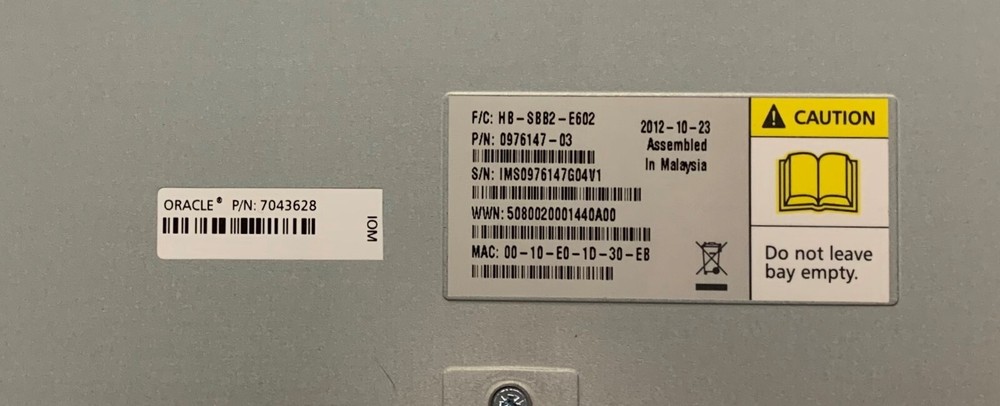 ORACLE® P/N: 7043628
IOM
F/C: HB-SBB2-E602
P/N: 0976147-03
S/N: IMS0976147G04V1
WWN: 5080020001440A00
MAC: 00-10-E0-1D-30-EB
2012-10-23
Assembled
In Malaysia
CAUTION
Do not leave
bay empty.